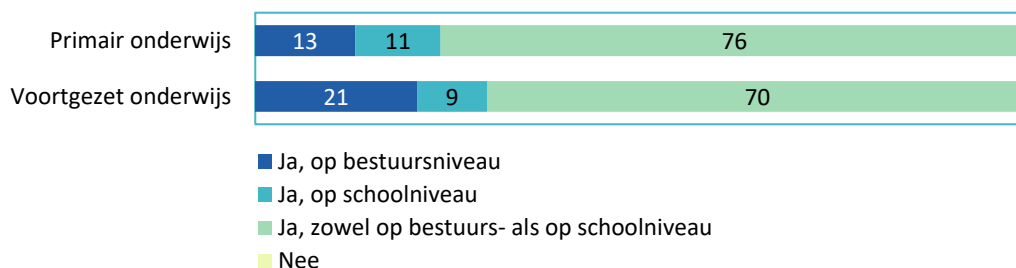 Primair onderwijs 13 11 76
Voortgezet onderwijs 21 9 70
Ja, op bestuursniveau
Ja, op schoolniveau
Ja, zowel op bestuurs- als op schoolniveau
Nee